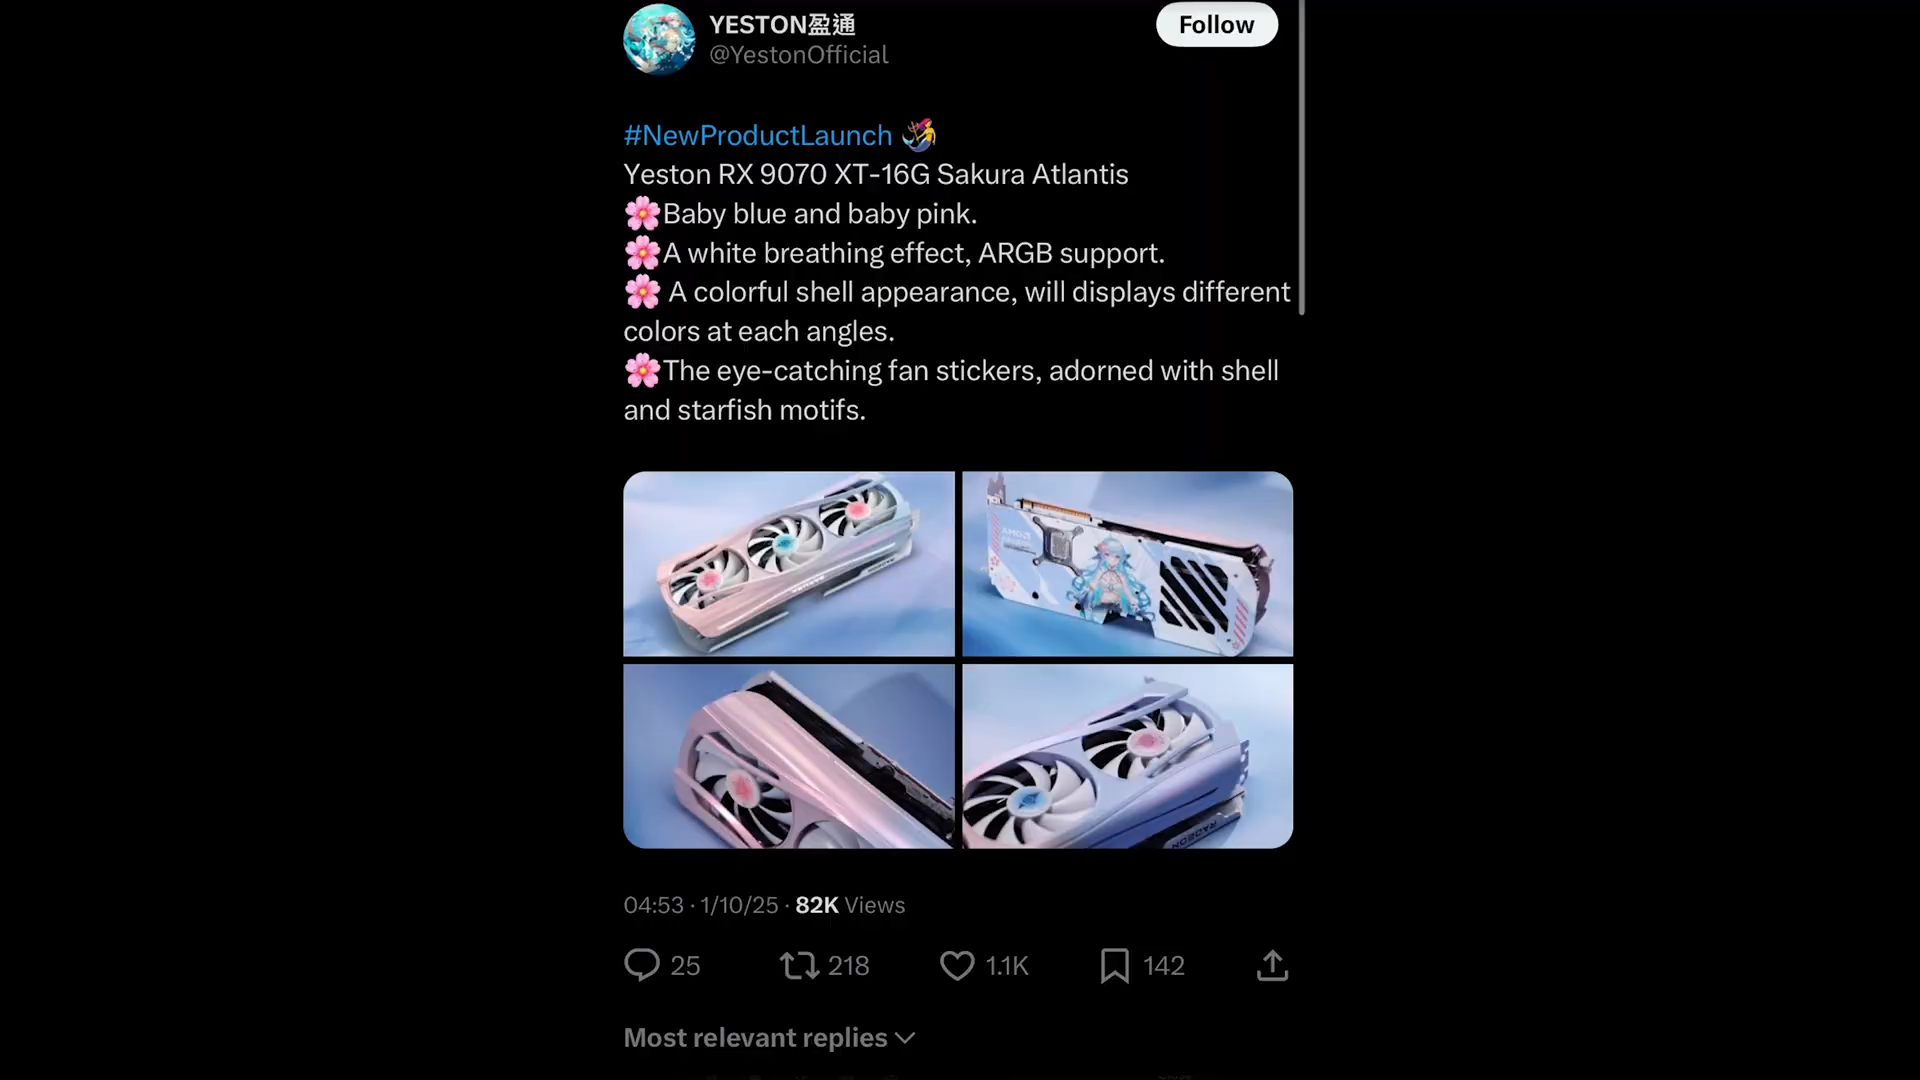 YESTON盈通
Follow
@YestonOfficial
#NewProductLaunch
Yeston RX 9070 XT-16G Sakura Atlantis
Baby blue and baby pink.
A white breathing effect, ARGB support.
A colorful shell appearance, will displays different
colors at each angles.
The eye-catching fan stickers, adorned with shell
and starfish motifs.
AMD
RADEON
04:53 · 1/10/25 · 82K Views
25
218
1.1K
142
Most relevant replies